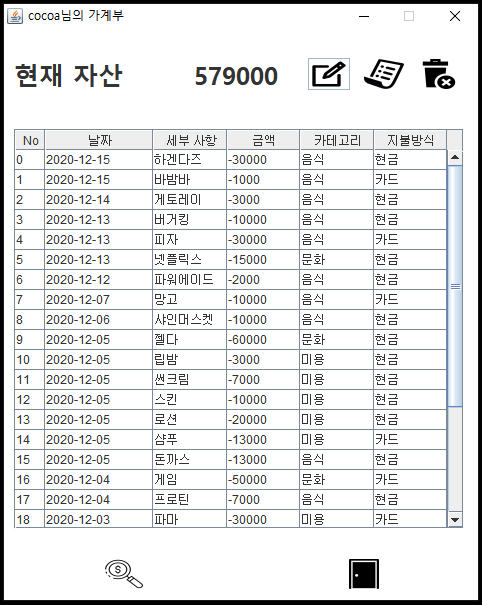 cocoa님의 가계부
현재 자산 579000
No 날짜 세부 사항 금액 카테고리 지불방식
0 2020-12-15 하겐다즈 -30000 음식 현금
1 2020-12-15 바밤바 -1000 음식 카드
2 2020-12-14 게토레이 -3000 음식 현금
3 2020-12-13 버거킹 -10000 음식 현금
4 2020-12-13 피자 -30000 음식 카드
5 2020-12-13 넷플릭스 -15000 문화 현금
6 2020-12-12 파워에이드 -2000 음식 현금
7 2020-12-07 망고 -10000 음식 카드
8 2020-12-06 샤인머스켓 -10000 음식 현금
9 2020-12-05 젤다 -60000 문화 현금
10 2020-12-05 립밤 -3000 미용 현금
11 2020-12-05 썬크림 -7000 미용 현금
12 2020-12-05 스킨 -10000 미용 현금
13 2020-12-05 로션 -20000 미용 현금
14 2020-12-05 샴푸 -13000 미용 카드
15 2020-12-05 돈까스 -13000 음식 카드
16 2020-12-04 게임 -50000 문화 카드
17 2020-12-04 프로틴 -7000 음식 현금
18 2020-12-03 파마 -30000 미용 카드